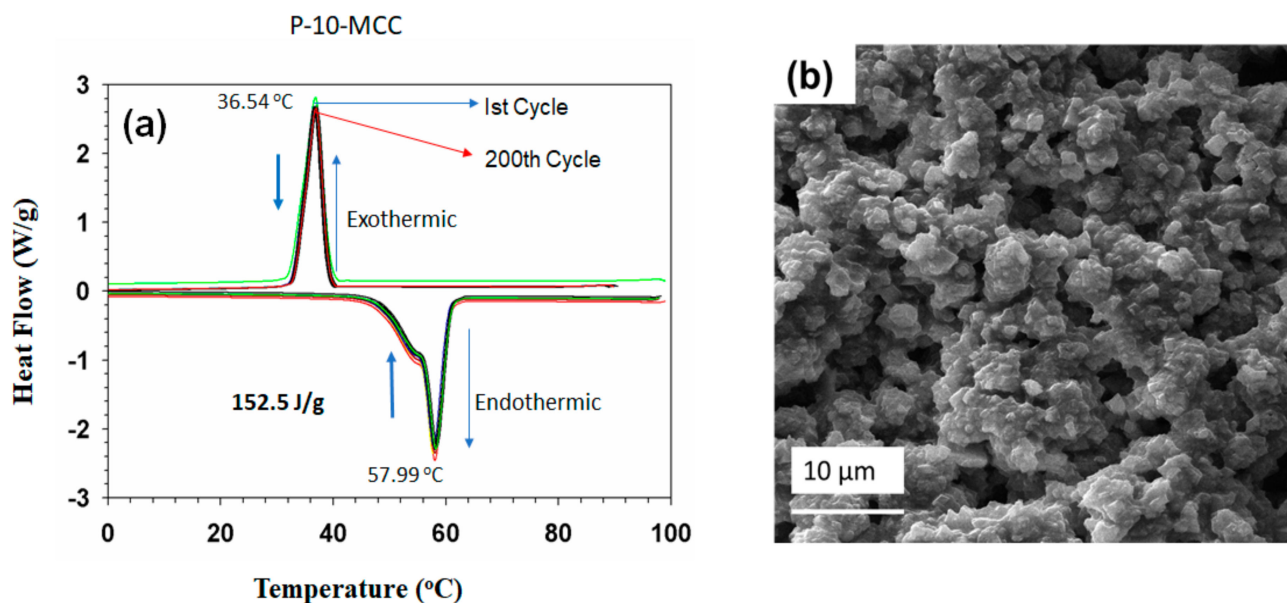 P-10-MCC
(a)
36.54 °C
Ist Cycle
200th Cycle
Exothermic
Endothermic
152.5 J/g
57.99 °C
3
2
1
0
-1
-2
-3
Heat Flow (W/g)
0
20
40
60
80
100
Temperature (°C)
(b)
10 µm